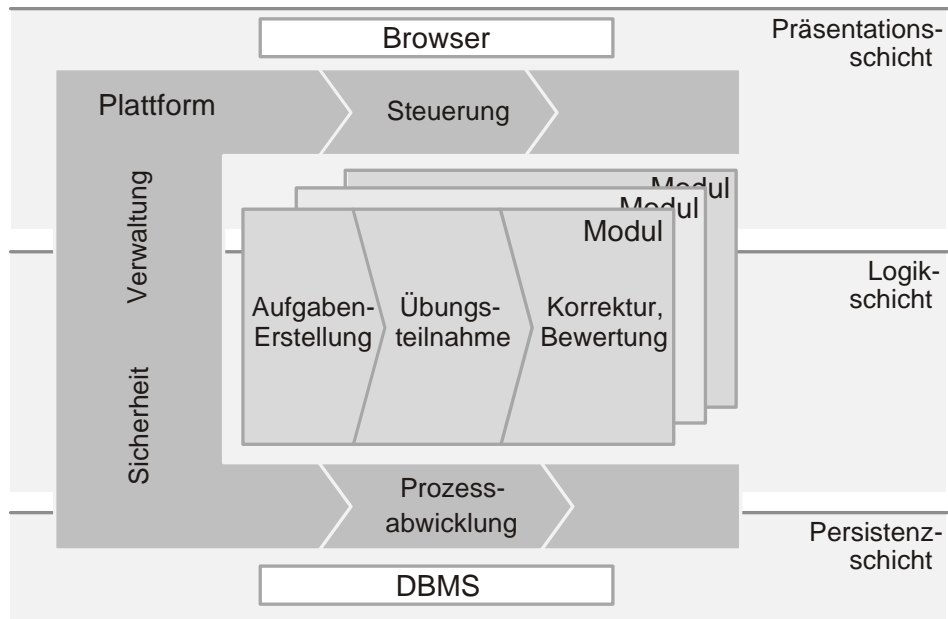 Browser
Präsentations-
schicht
Plattform
Steuerung
Verwaltung
Sicherheit
Modul
Modul
Modul
Aufgaben-
Erstellung
Übungs-
teilnahme
Korrektur,
Bewertung
Logik-
schicht
Prozess-
abwicklung
Persistenz-
schicht
DBMS